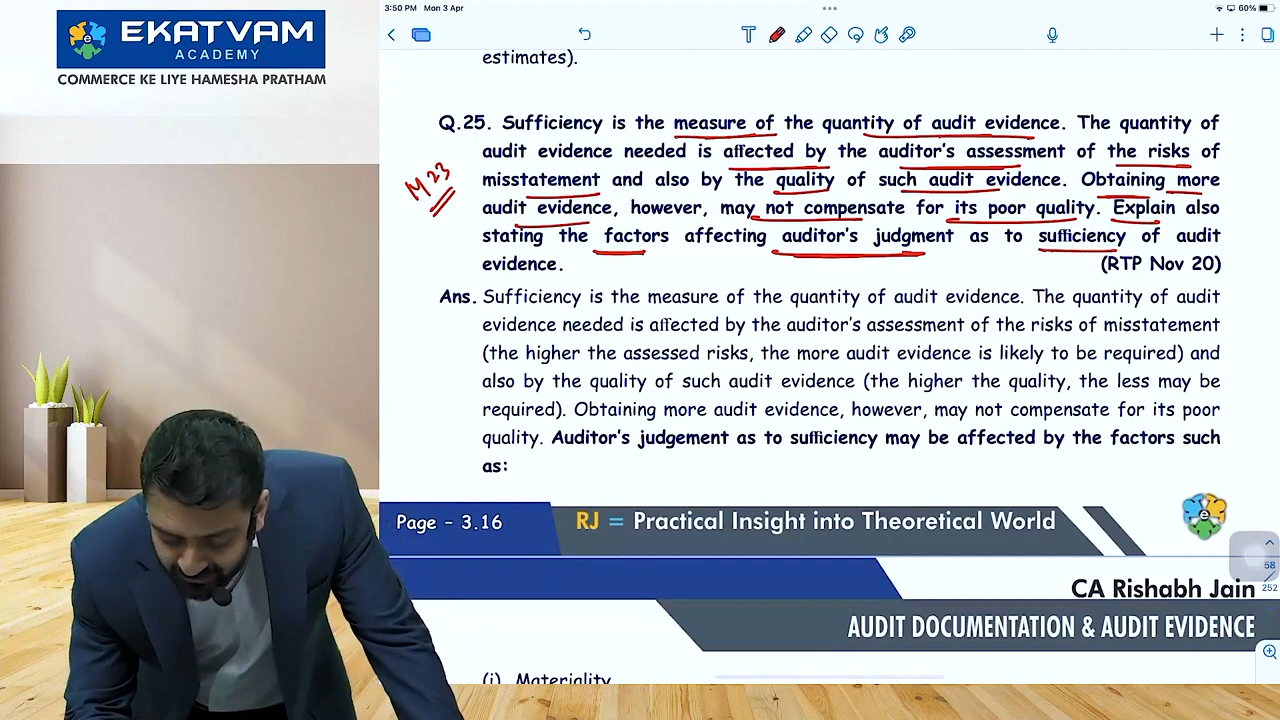 3:50 PM Mon 3 Apr
60%
EKATVAM
ACADEMY
COMMERCE KE LIYE HAMESHA PRATHAM
estimates).
Q.25. Sufficiency is the measure of the quantity of audit evidence. The quantity of
audit evidence needed is affected by the auditor's assessment of the risks of
misstatement and also by the quality of such audit evidence. Obtaining more
audit evidence, however, may not compensate for its poor quality. Explain also
stating the factors affecting auditor's judgment as to sufficiency of audit
evidence. (RTP Nov 20)
M23
Ans. Sufficiency is the measure of the quantity of audit evidence. The quantity of audit
evidence needed is affected by the auditor's assessment of the risks of misstatement
(the higher the assessed risks, the more audit evidence is likely to be required) and
also by the quality of such audit evidence (the higher the quality, the less may be
required). Obtaining more audit evidence, however, may not compensate for its poor
quality. Auditor's judgement as to sufficiency may be affected by the factors such
as:
Page - 3.16
RJ = Practical Insight into Theoretical World
58
252
CA Rishabh Jain
AUDIT DOCUMENTATION & AUDIT EVIDENCE
(i) Materiality